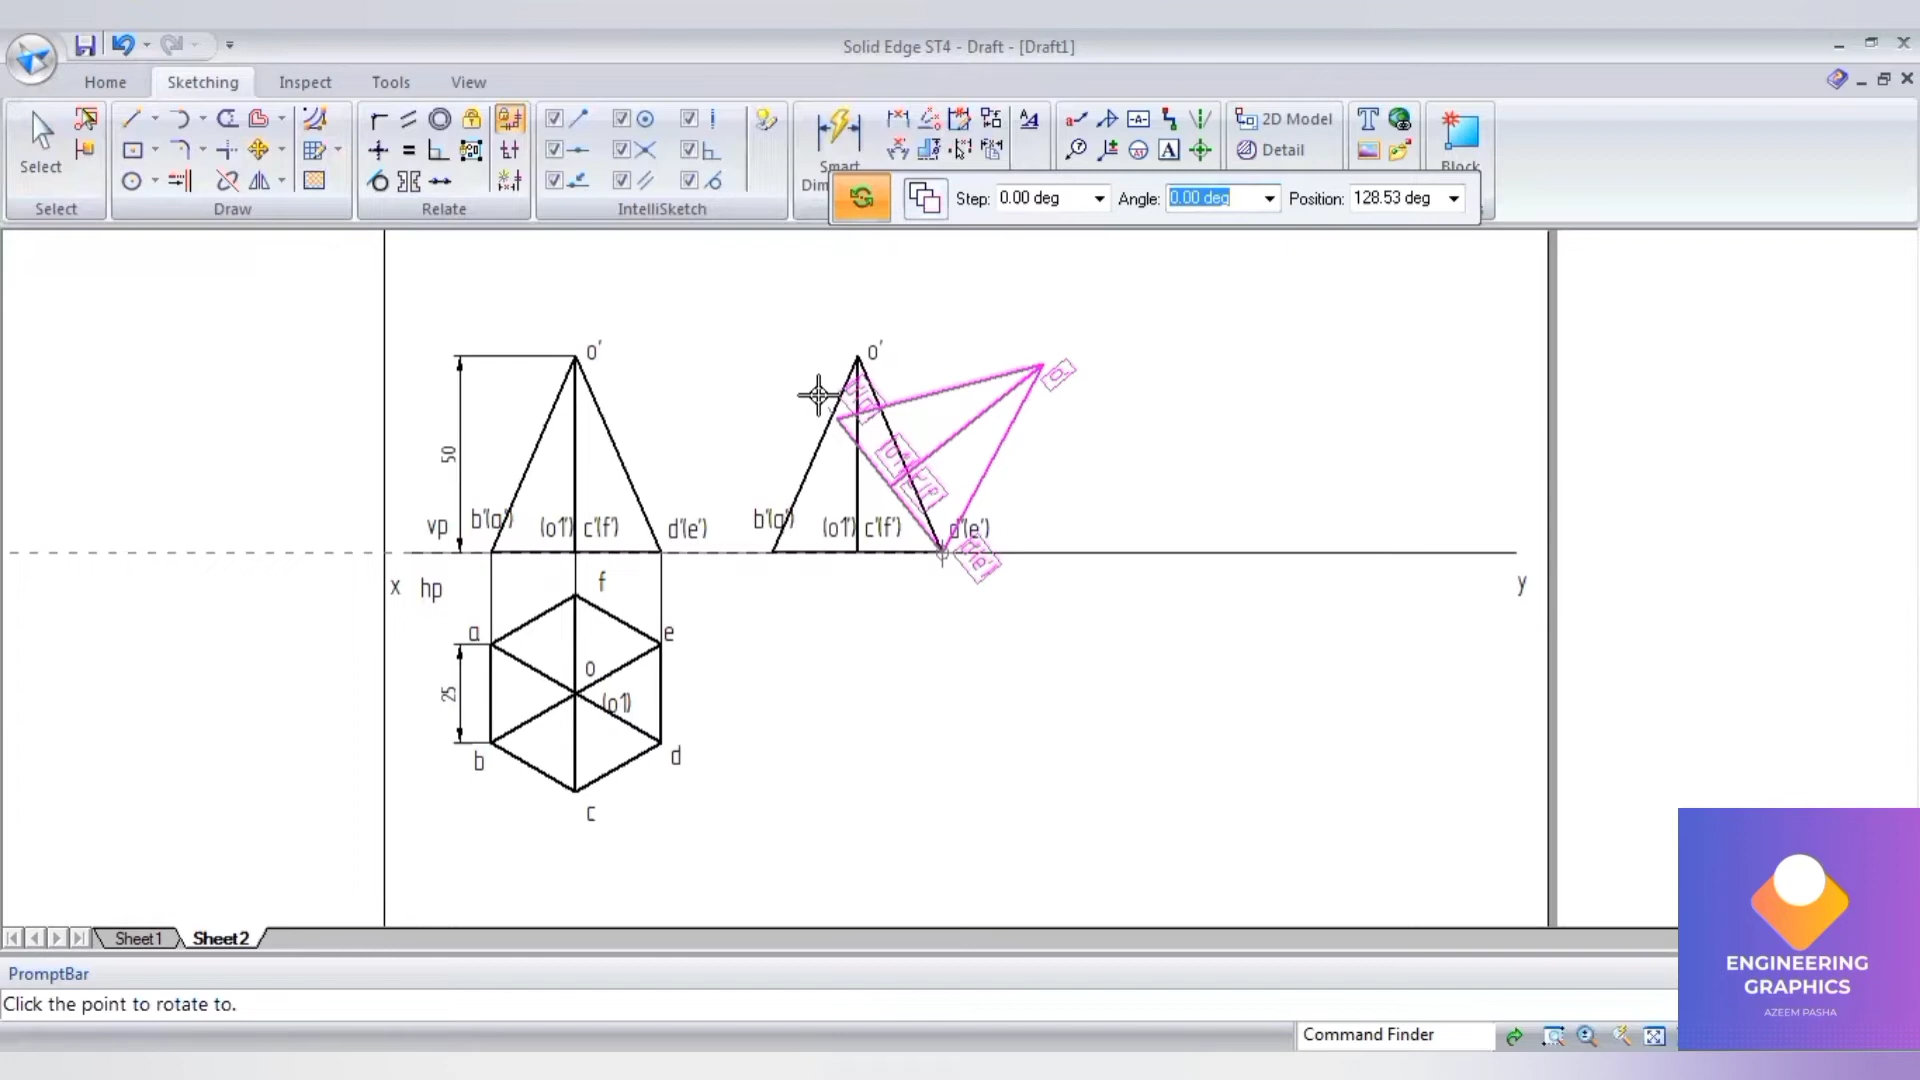 Solid Edge ST4 - Draft - [Draft1]
Home Sketching Inspect Tools View
Select
Smart
2D Model
Detail
Block
Step: 0.00 deg Angle: 0.00 deg Position: 128.53 deg
Select Draw Relate IntelliSketch
o' o'
50
vp b'(a') (o1') c'(f') d'(e') b'(a') (o1') c'(f') d'(e')
x hp f y
a e
o
25 (o1)
b d
c
Sheet1 Sheet2
PromptBar
Click the point to rotate to.
Command Finder
ENGINEERING
GRAPHICS
AZEEM PASHA